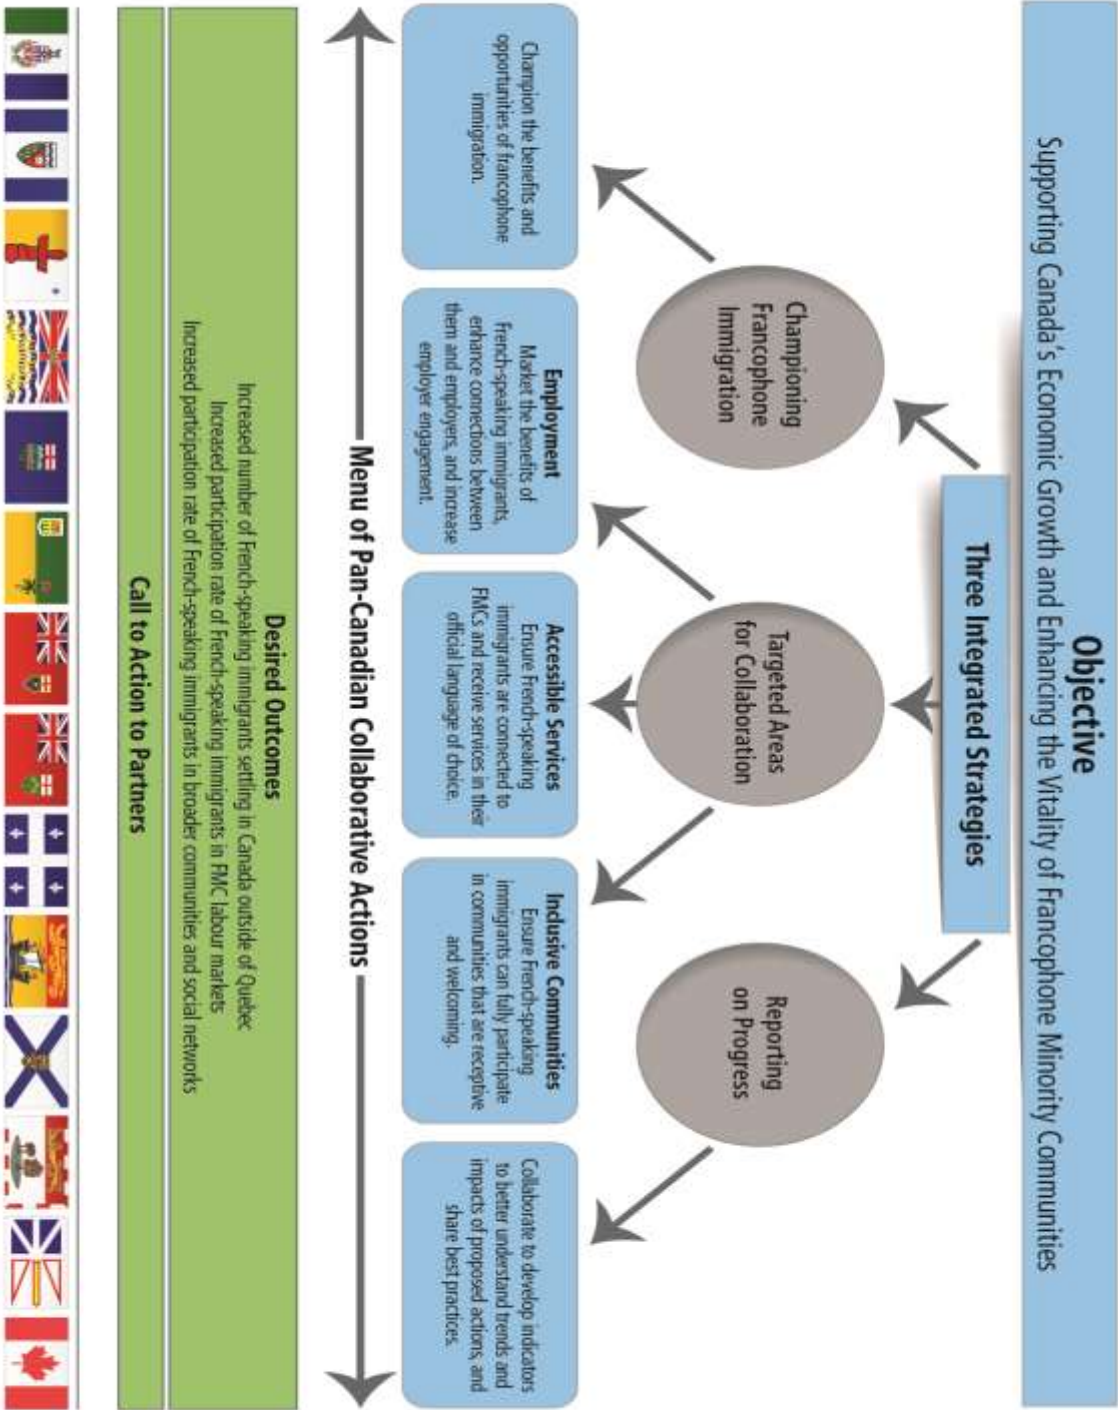 Objective
Supporting Canada's Economic Growth and Enhancing the Vitality of Francophone Minority Communities
Three Integrated Strategies
Championing
Francophone
Immigration
Targeted Areas
for Collaboration
Reporting
on Progress
Champion the benefits and
opportunities of francophone
immigration.
Employment
Market the benefits of
French-speaking immigrants,
enhance connections between
them and employers, and increase
employer engagement.
Accessible Services
Ensure French-speaking
immigrants are connected to
FMCs and receive services in their
official language of choice.
Inclusive Communities
Ensure French-speaking
immigrants can fully participate
in communities that are receptive
and welcoming.
Collaborate to develop indicators
to better understand trends and
impacts of proposed actions, and
share best practices.
Menu of Pan-Canadian Collaborative Actions
Desired Outcomes
Increased number of French-speaking immigrants settling in Canada outside of Quebec
Increased participation rate of French-speaking immigrants in FMC labour markets
Increased participation rate of French-speaking immigrants in broader communities and social networks
Call to Action to Partners